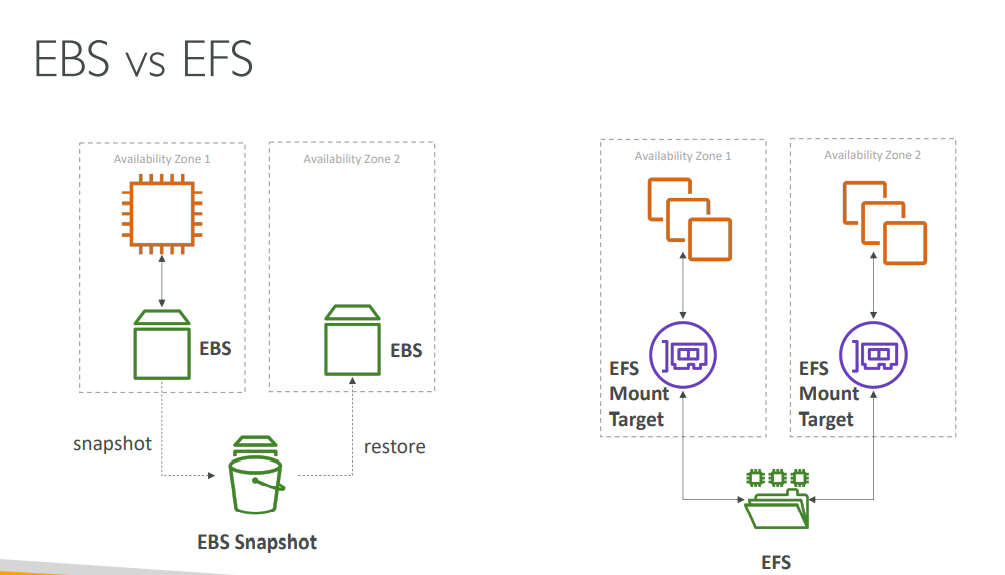 EBS vs EFS
Availability Zone 1
Availability Zone 2
EBS
EBS
snapshot
restore
EBS Snapshot
Availability Zone 1
Availability Zone 2
EFS
Mount
Target
EFS
Mount
Target
EFS